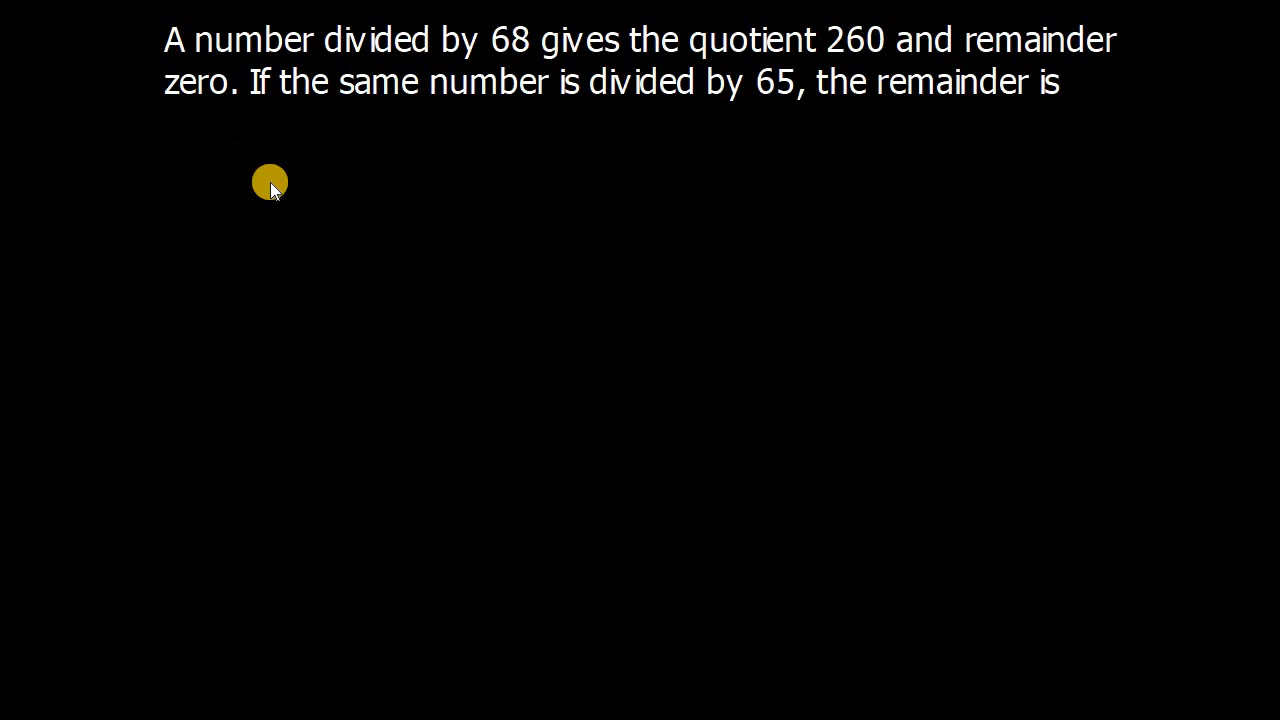 A number divided by 68 gives the quotient 260 and remainder
zero. If the same number is divided by 65, the remainder is